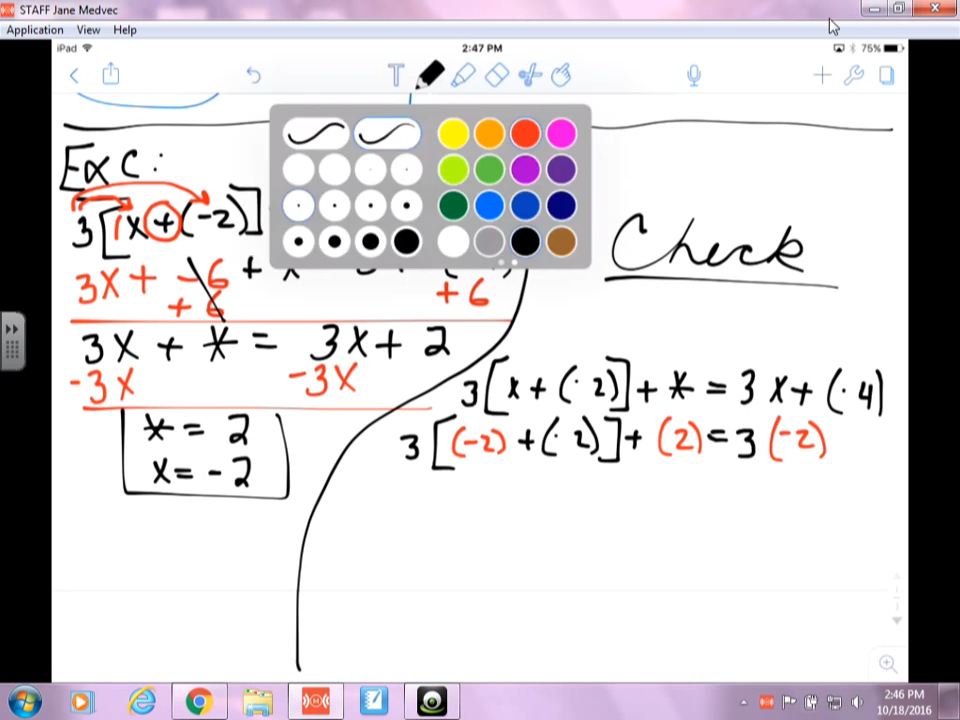 STAFF Jane Medvec
Application View Help
iPad 2:47 PM 75%
T
Ex C:
3[1x + (-2)]
Check
3x + -6 +
+ 6 + 6
3x + * = 3x + 2
-3x -3x
* = 2
x = - 2
3[x + (-2)] + * = 3x + (-4)
3[(-2) + (-2)] + (2) = 3(-2)
2:46 PM
10/18/2016